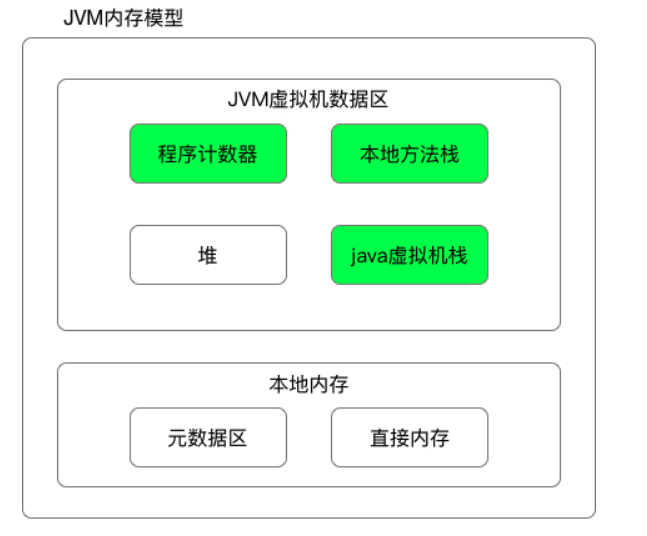 JVM内存模型
JVM虚拟机数据区
程序计数器
本地方法栈
堆
java虚拟机栈
本地内存
元数据区
直接内存